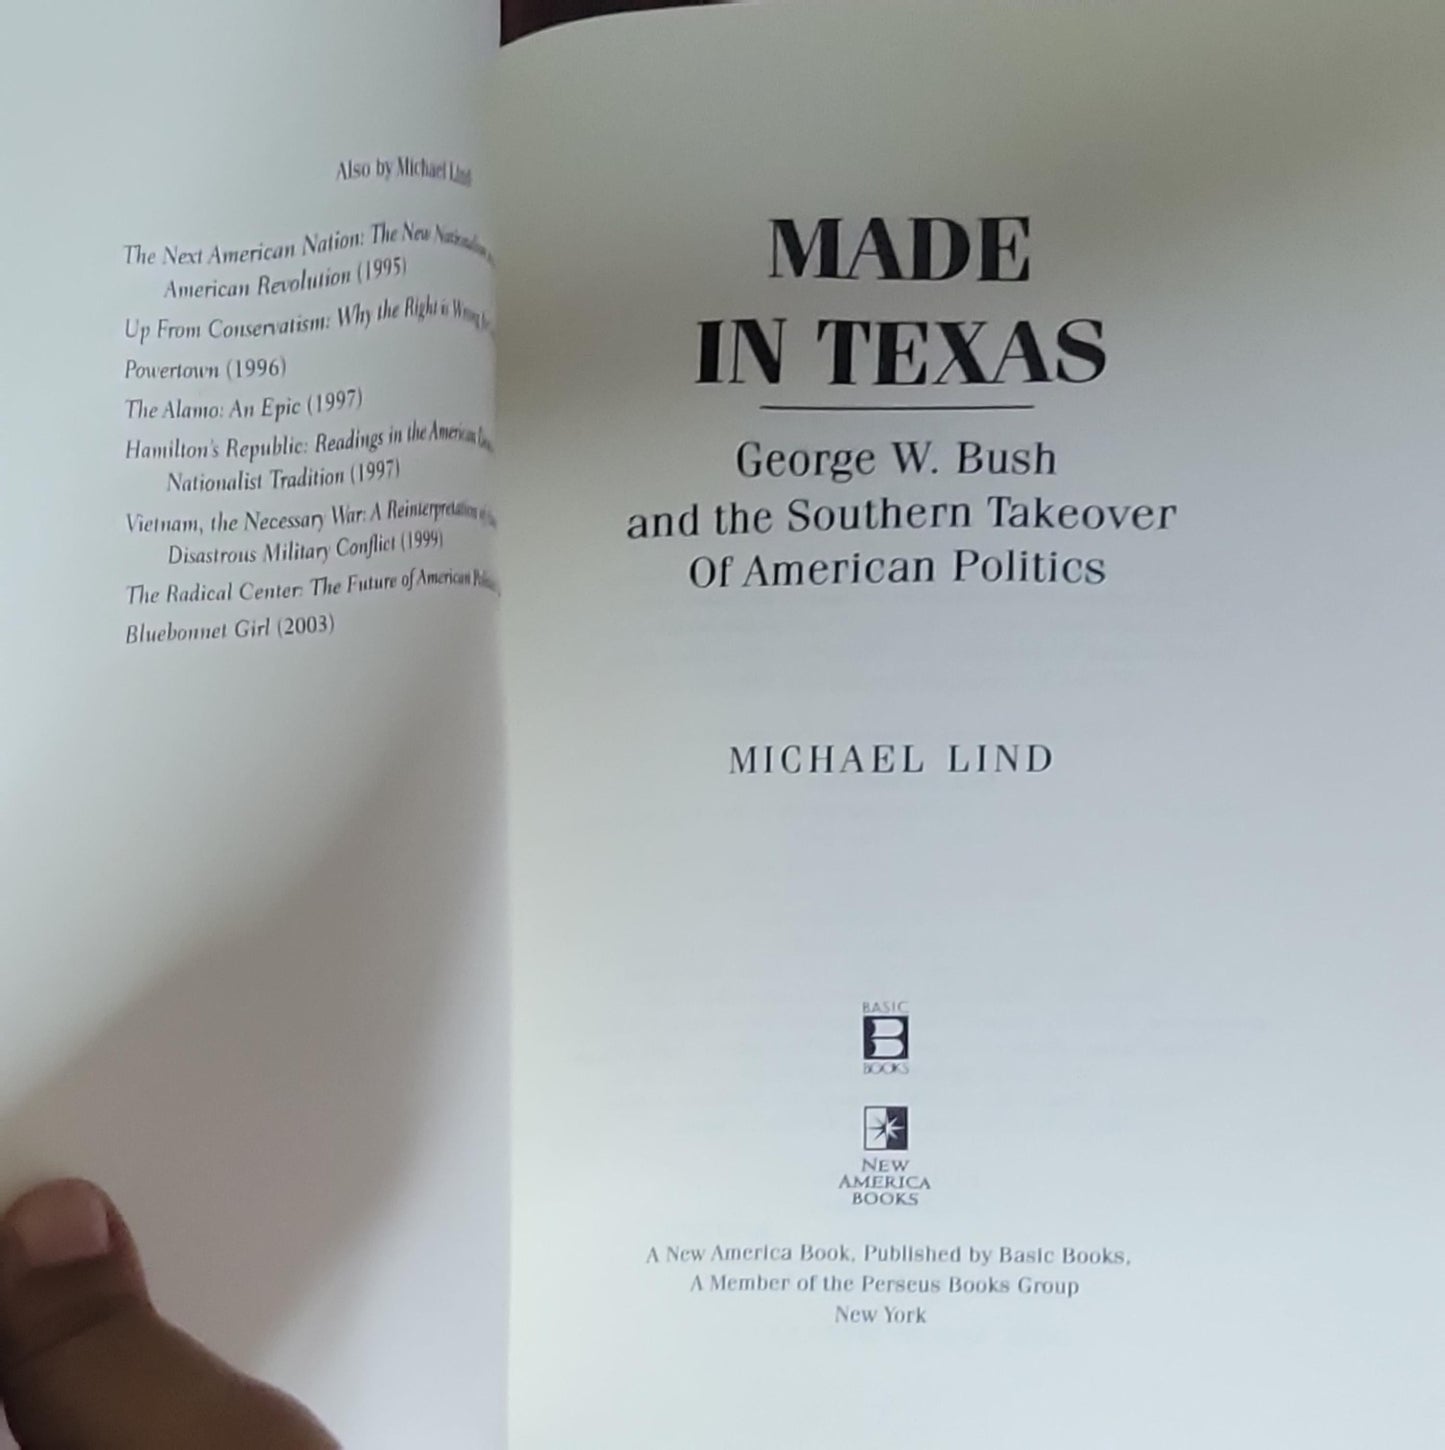 Also by Michael Lind
The Next American Nation: The New Nationalism
American Revolution (1995)
Up From Conservatism: Why the Right is Wrong
Powertown (1996)
The Alamo: An Epic (1997)
Hamilton's Republic: Readings in the American
Nationalist Tradition (1997)
Vietnam, the Necessary War: A Reinterpretation
Disastrous Military Conflict (1999)
The Radical Center: The Future of American
Bluebonnet Girl (2003)
MADE
IN TEXAS
George W. Bush
and the Southern Takeover
Of American Politics
MICHAEL LIND
BASIC
B
BOOKS
NEW
AMERICA
BOOKS
A New America Book, Published by Basic Books,
A Member of the Perseus Books Group
New York